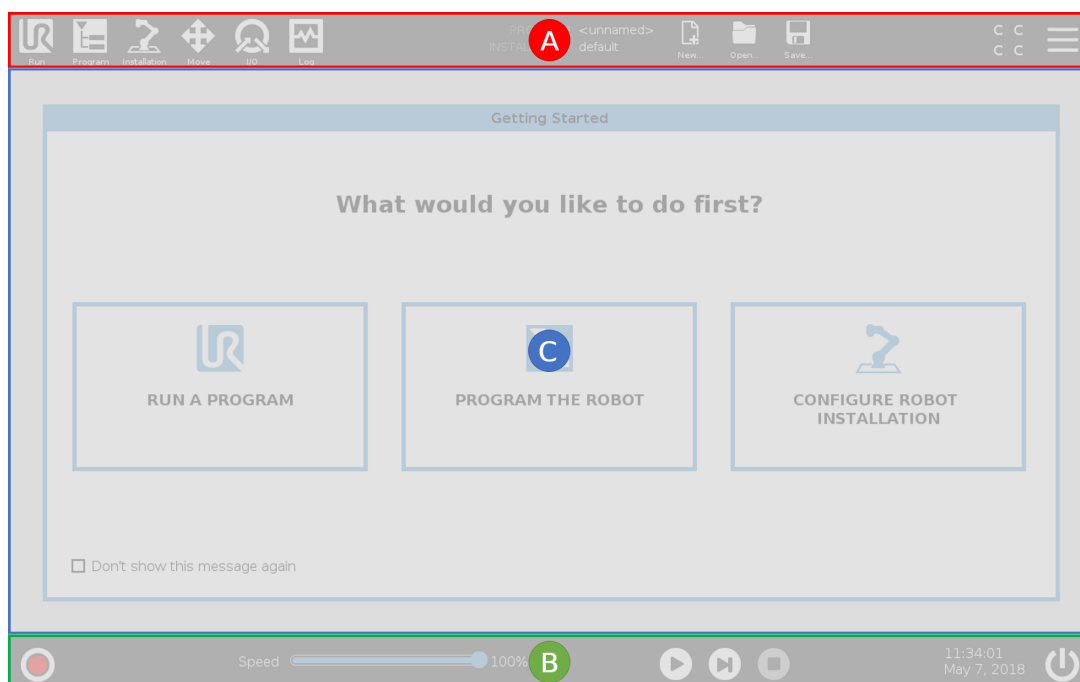 Run Program Installation Move I/O Log
<unnamed>
default
New... Open... Save...
C C
C C
A
Getting Started
What would you like to do first?
C
RUN A PROGRAM
PROGRAM THE ROBOT
CONFIGURE ROBOT
INSTALLATION
Don't show this message again
Speed 100%
B
11:34:01
May 7, 2018